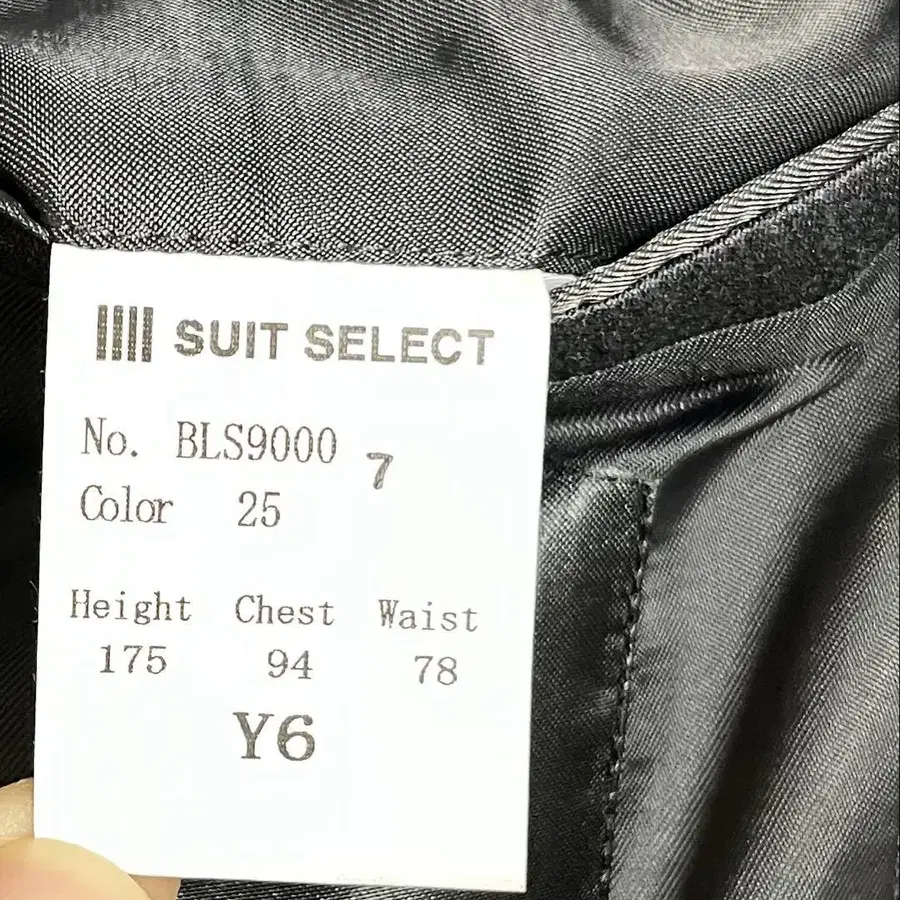 SUIT SELECT
No. BLS9000 7
Color 25
Height Chest Waist
175 94 78
Y6